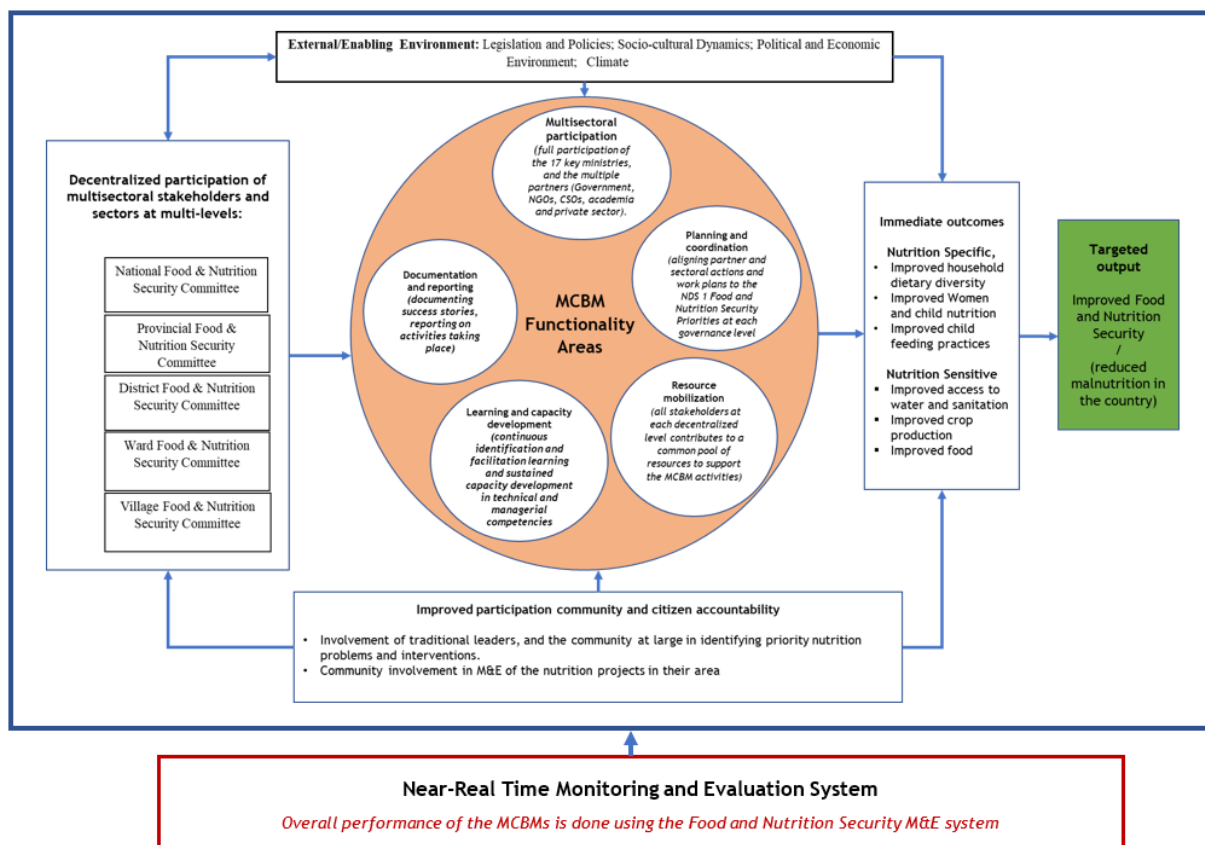 External/Enabling Environment: Legislation and Policies; Socio-cultural Dynamics; Political and Economic
Environment; Climate
Decentralized participation of
multisectoral stakeholders and
sectors at multi-levels:
National Food & Nutrition
Security Committee
Provincial Food &
Nutrition Security
Committee
District Food & Nutrition
Security Committee
Ward Food & Nutrition
Security Committee
Village Food & Nutrition
Security Committee
Multisectoral
participation
(full participation of
the 17 key ministries,
and the multiple
partners (Government,
NGOs, CSOs, academia
and private sector).
Planning and
coordination
(aligning partner and
sectoral actions and
work plans to the
NDS 1 Food and
Nutrition Security
Priorities at each
governance level
Documentation
and reporting
(documenting
success stories,
reporting on
activities taking
place)
MCBM
Functionality
Areas
Resource
mobilization
(all stakeholders at
each decentralized
level contributes to a
common pool of
resources to support
the MCBM activities)
Learning and capacity
development
(continuous
identification and
facilitation learning
and sustained
capacity development
in technical and
managerial
competencies
Immediate outcomes
Nutrition Specific,
• Improved household
dietary diversity
• Improved Women
and child nutrition
• Improved child
feeding practices
Nutrition Sensitive
▪ Improved access to
water and sanitation
▪ Improved crop
production
▪ Improved food
Targeted
output
Improved Food
and Nutrition
Security
/
(reduced
malnutrition in
the country)
Improved participation community and citizen accountability
• Involvement of traditional leaders, and the community at large in identifying priority nutrition
problems and interventions.
• Community involvement in M&E of the nutrition projects in their area
Near-Real Time Monitoring and Evaluation System
Overall performance of the MCBMs is done using the Food and Nutrition Security M&E system